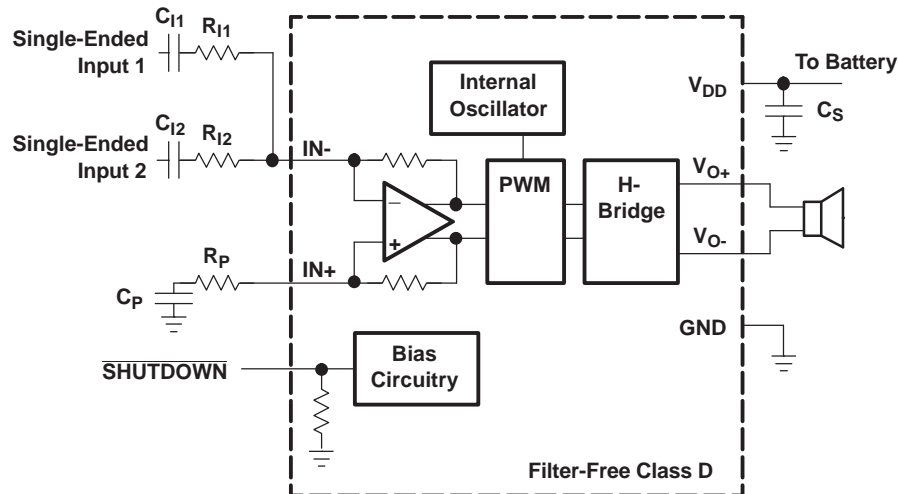 C_I1
R_I1
Single-Ended
Input 1
C_I2
R_I2
Single-Ended
Input 2
IN-
R_P
IN+
C_P
SHUTDOWN
Internal
Oscillator
−
+
PWM
H-
Bridge
Bias
Circuitry
V_DD
To Battery
C_S
V_O+
V_O-
GND
Filter-Free Class D